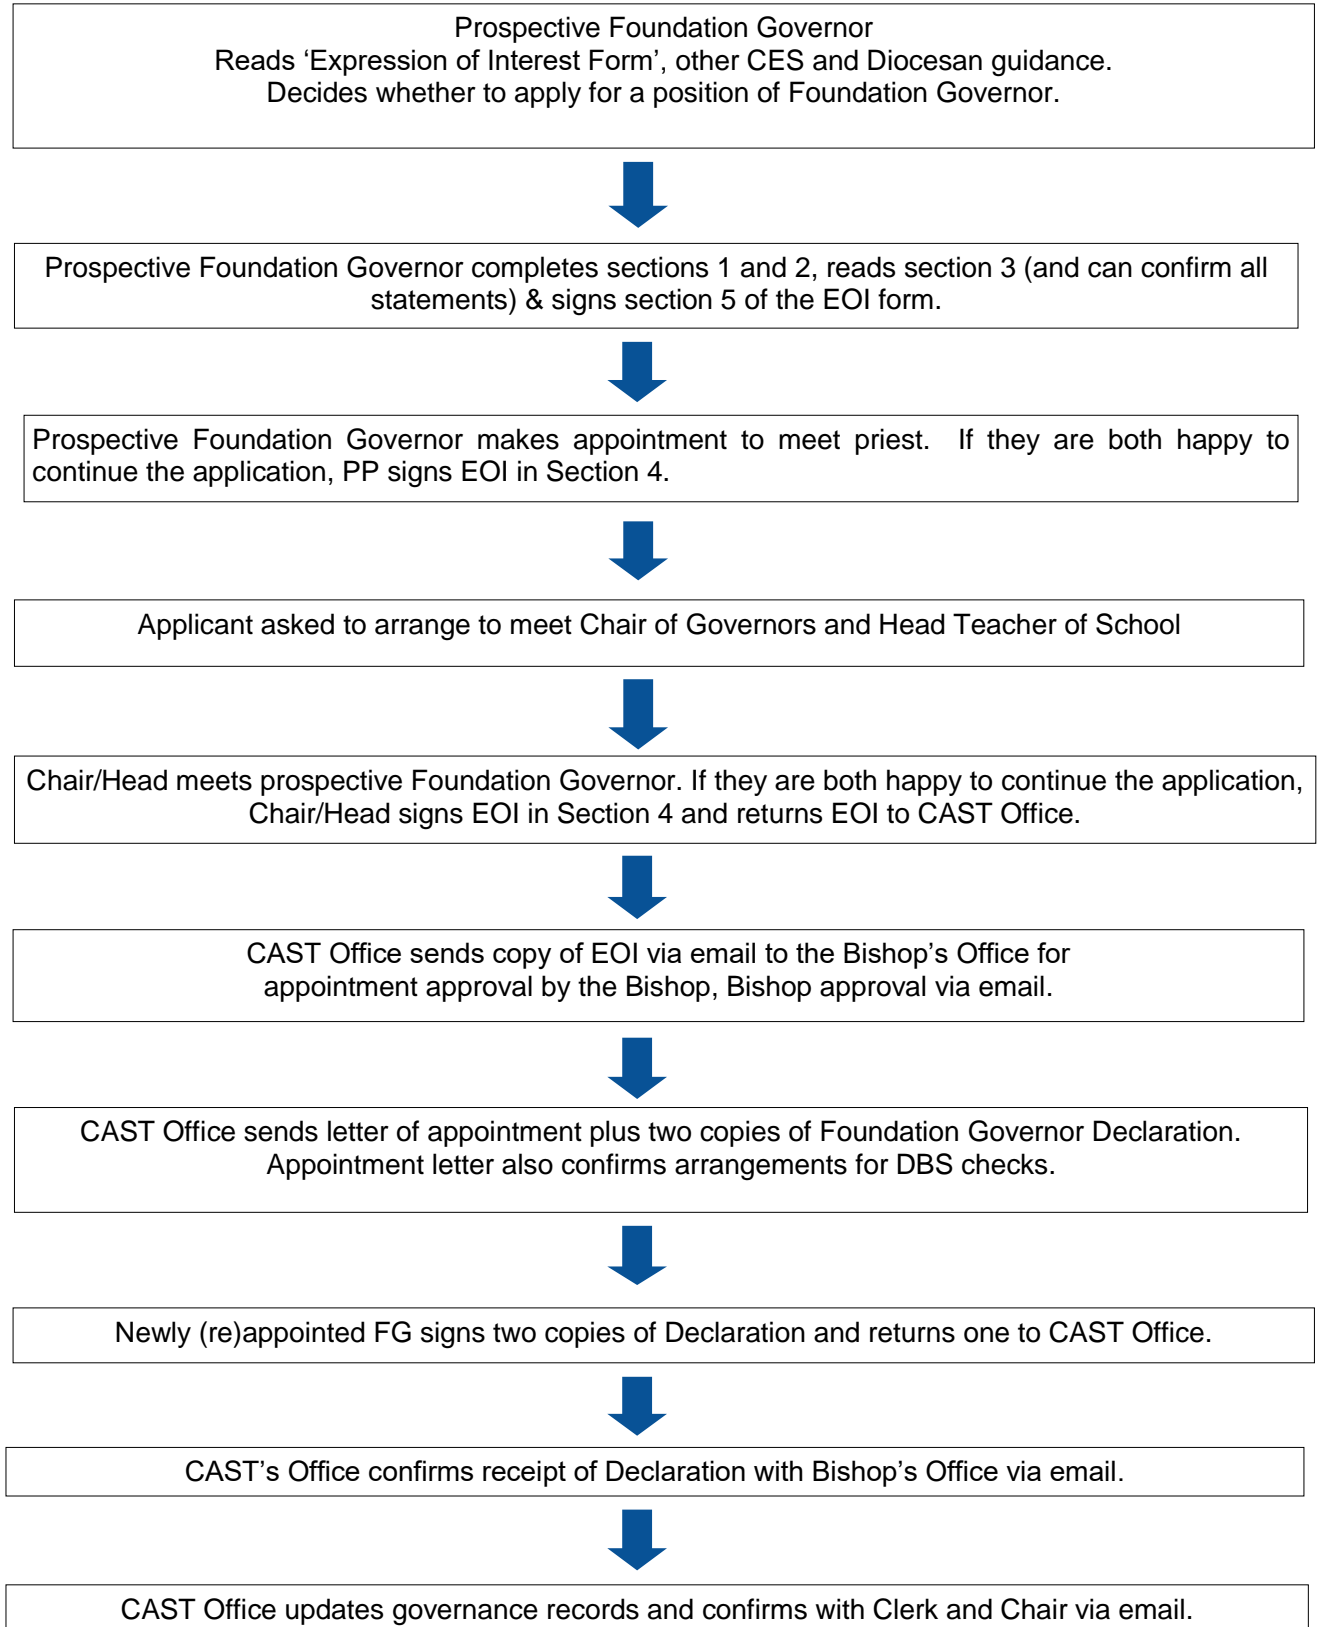 Prospective Foundation Governor
Reads ‘Expression of Interest Form’, other CES and Diocesan guidance.
Decides whether to apply for a position of Foundation Governor.
Prospective Foundation Governor completes sections 1 and 2, reads section 3 (and can confirm all
statements) & signs section 5 of the EOI form.
Prospective Foundation Governor makes appointment to meet priest. If they are both happy to
continue the application, PP signs EOI in Section 4.
Applicant asked to arrange to meet Chair of Governors and Head Teacher of School
Chair/Head meets prospective Foundation Governor. If they are both happy to continue the application,
Chair/Head signs EOI in Section 4 and returns EOI to CAST Office.
CAST Office sends copy of EOI via email to the Bishop’s Office for
appointment approval by the Bishop, Bishop approval via email.
CAST Office sends letter of appointment plus two copies of Foundation Governor Declaration.
Appointment letter also confirms arrangements for DBS checks.
Newly (re)appointed FG signs two copies of Declaration and returns one to CAST Office.
CAST’s Office confirms receipt of Declaration with Bishop’s Office via email.
CAST Office updates governance records and confirms with Clerk and Chair via email.